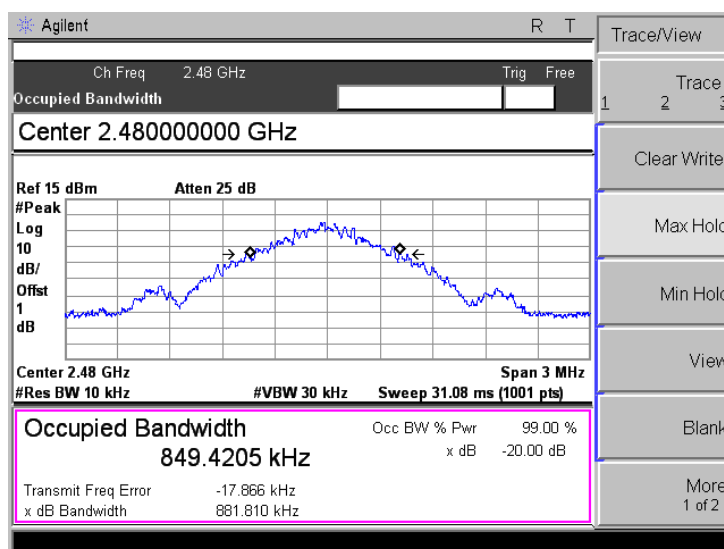 Agilent R T
Ch Freq 2.48 GHz Trig Free
Occupied Bandwidth
Center 2.480000000 GHz
Ref 15 dBm Atten 25 dB
#Peak
Log
10
dB/
Offst
1
dB
Center 2.48 GHz Span 3 MHz
#Res BW 10 kHz #VBW 30 kHz Sweep 31.08 ms (1001 pts)
Occupied Bandwidth Occ BW % Pwr 99.00 %
849.4205 kHz x dB -20.00 dB
Transmit Freq Error -17.866 kHz
x dB Bandwidth 881.810 kHz
Trace/View
Trace
1 2 3
Clear Write
Max Hold
Min Hold
View
Blank
More
1 of 2